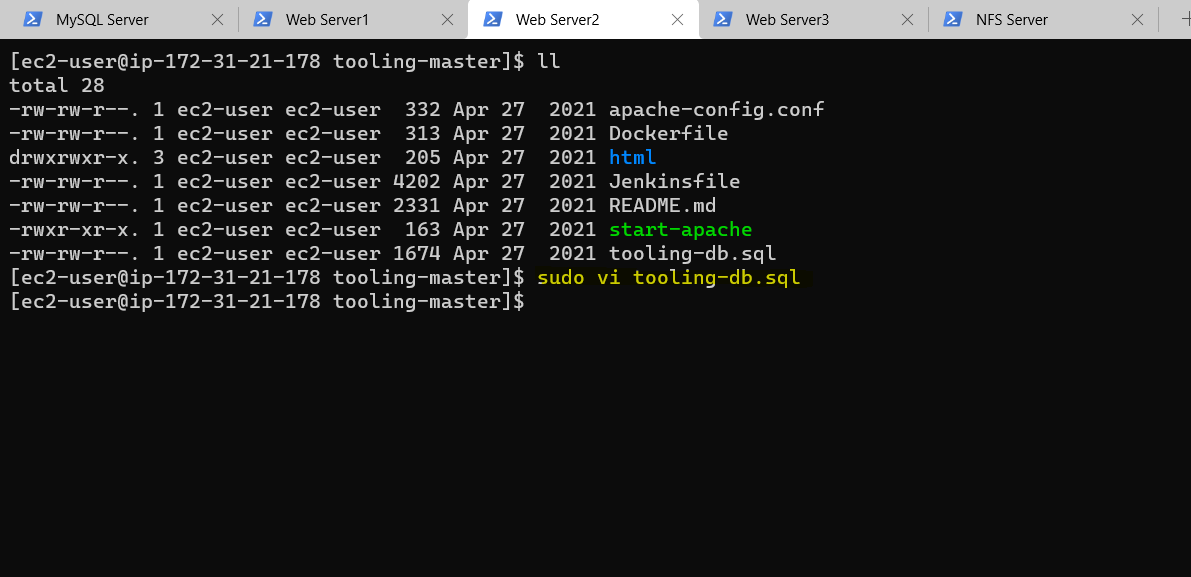 MySQL Server Web Server1 Web Server2 Web Server3 NFS Server
[ec2-user@ip-172-31-21-178 tooling-master]$ ll
total 28
-rw-rw-r--. 1 ec2-user ec2-user  332 Apr 27  2021 apache-config.conf
-rw-rw-r--. 1 ec2-user ec2-user  313 Apr 27  2021 Dockerfile
drwxrwxr-x. 3 ec2-user ec2-user  205 Apr 27  2021 html
-rw-rw-r--. 1 ec2-user ec2-user 4202 Apr 27  2021 Jenkinsfile
-rw-rw-r--. 1 ec2-user ec2-user 2331 Apr 27  2021 README.md
-rwxr-xr-x. 1 ec2-user ec2-user  163 Apr 27  2021 start-apache
-rw-rw-r--. 1 ec2-user ec2-user 1674 Apr 27  2021 tooling-db.sql
[ec2-user@ip-172-31-21-178 tooling-master]$ sudo vi tooling-db.sql
[ec2-user@ip-172-31-21-178 tooling-master]$